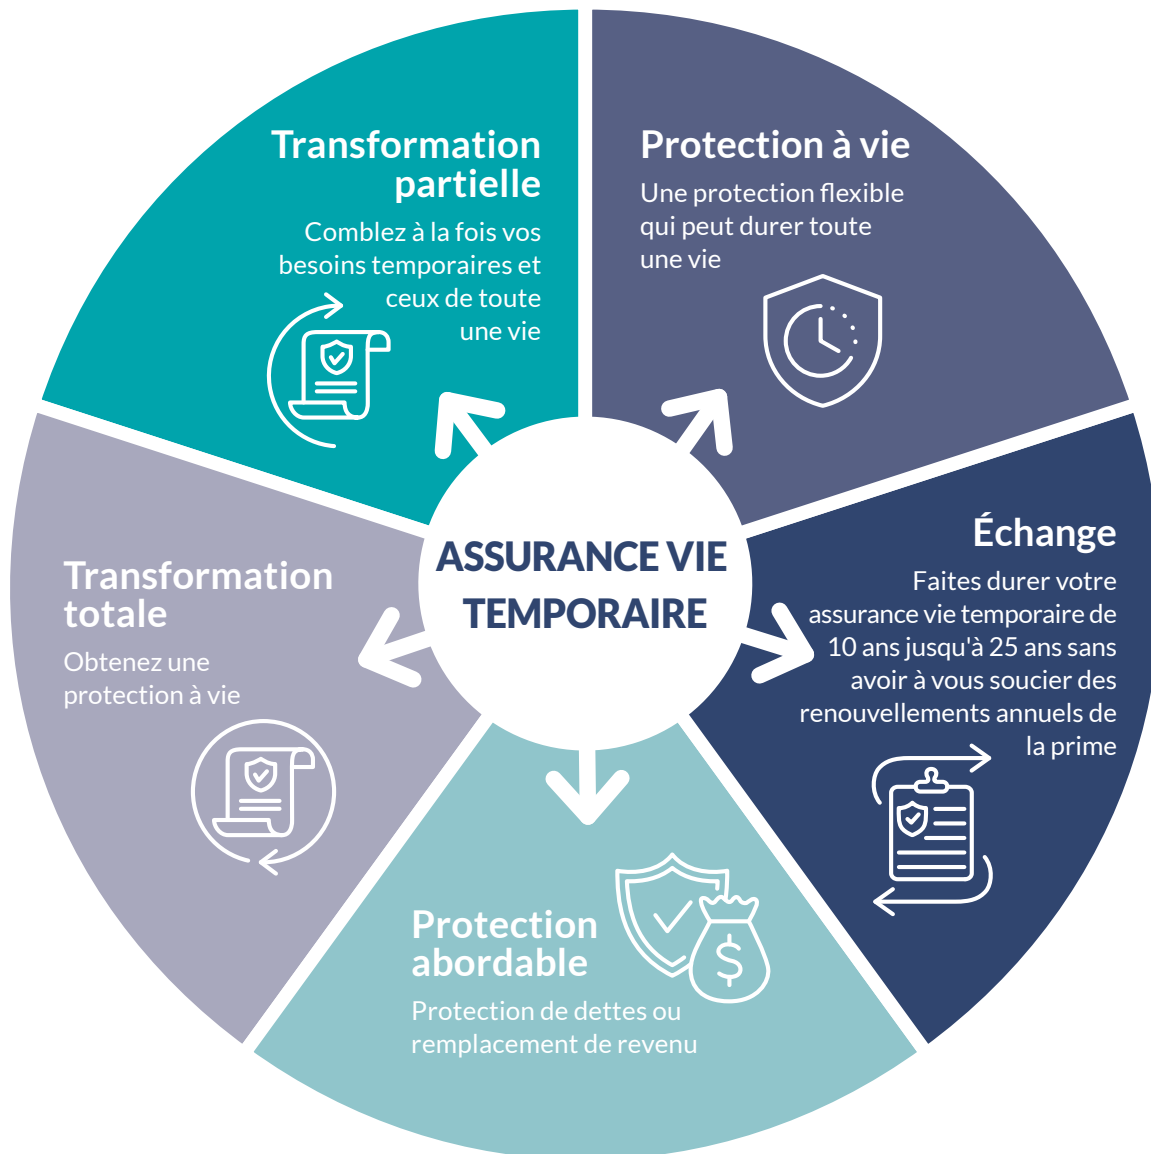 Transformation
partielle
Comblez à la fois vos
besoins temporaires et
ceux de toute
une vie
Protection à vie
Une protection flexible
qui peut durer toute
une vie
Échange
Faites durer votre
assurance vie temporaire de
10 ans jusqu'à 25 ans sans
avoir à vous soucier des
renouvellements annuels de
la prime
ASSURANCE VIE
TEMPORAIRE
Transformation
totale
Obtenez une
protection à vie
Protection
abordable
Protection de dettes ou
remplacement de revenu
$